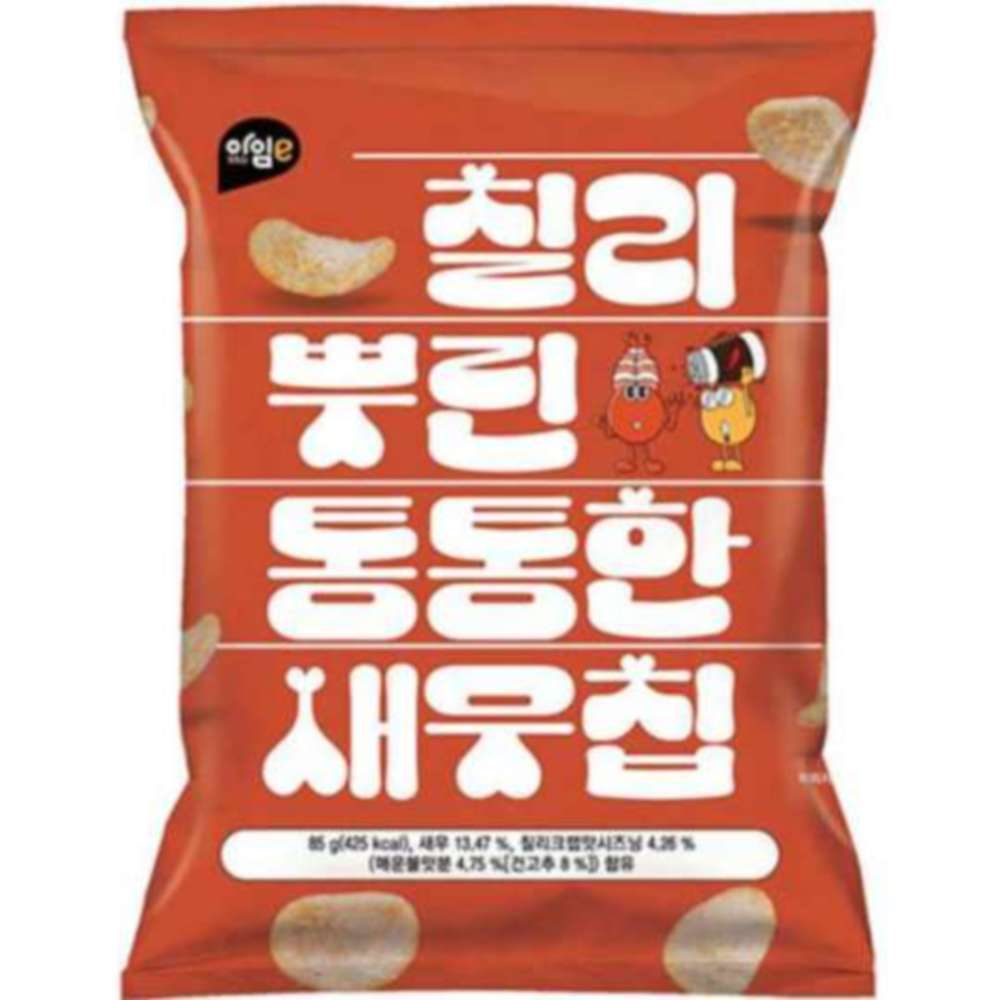 아임e
칠리
뿌린
통통한
새우칩
85 g(425 kcal), 새우 13.47 %, 칠리크랩맛시즈닝 4.26 %
(매운불맛분 4.75 %[건고추 8 %]) 함유